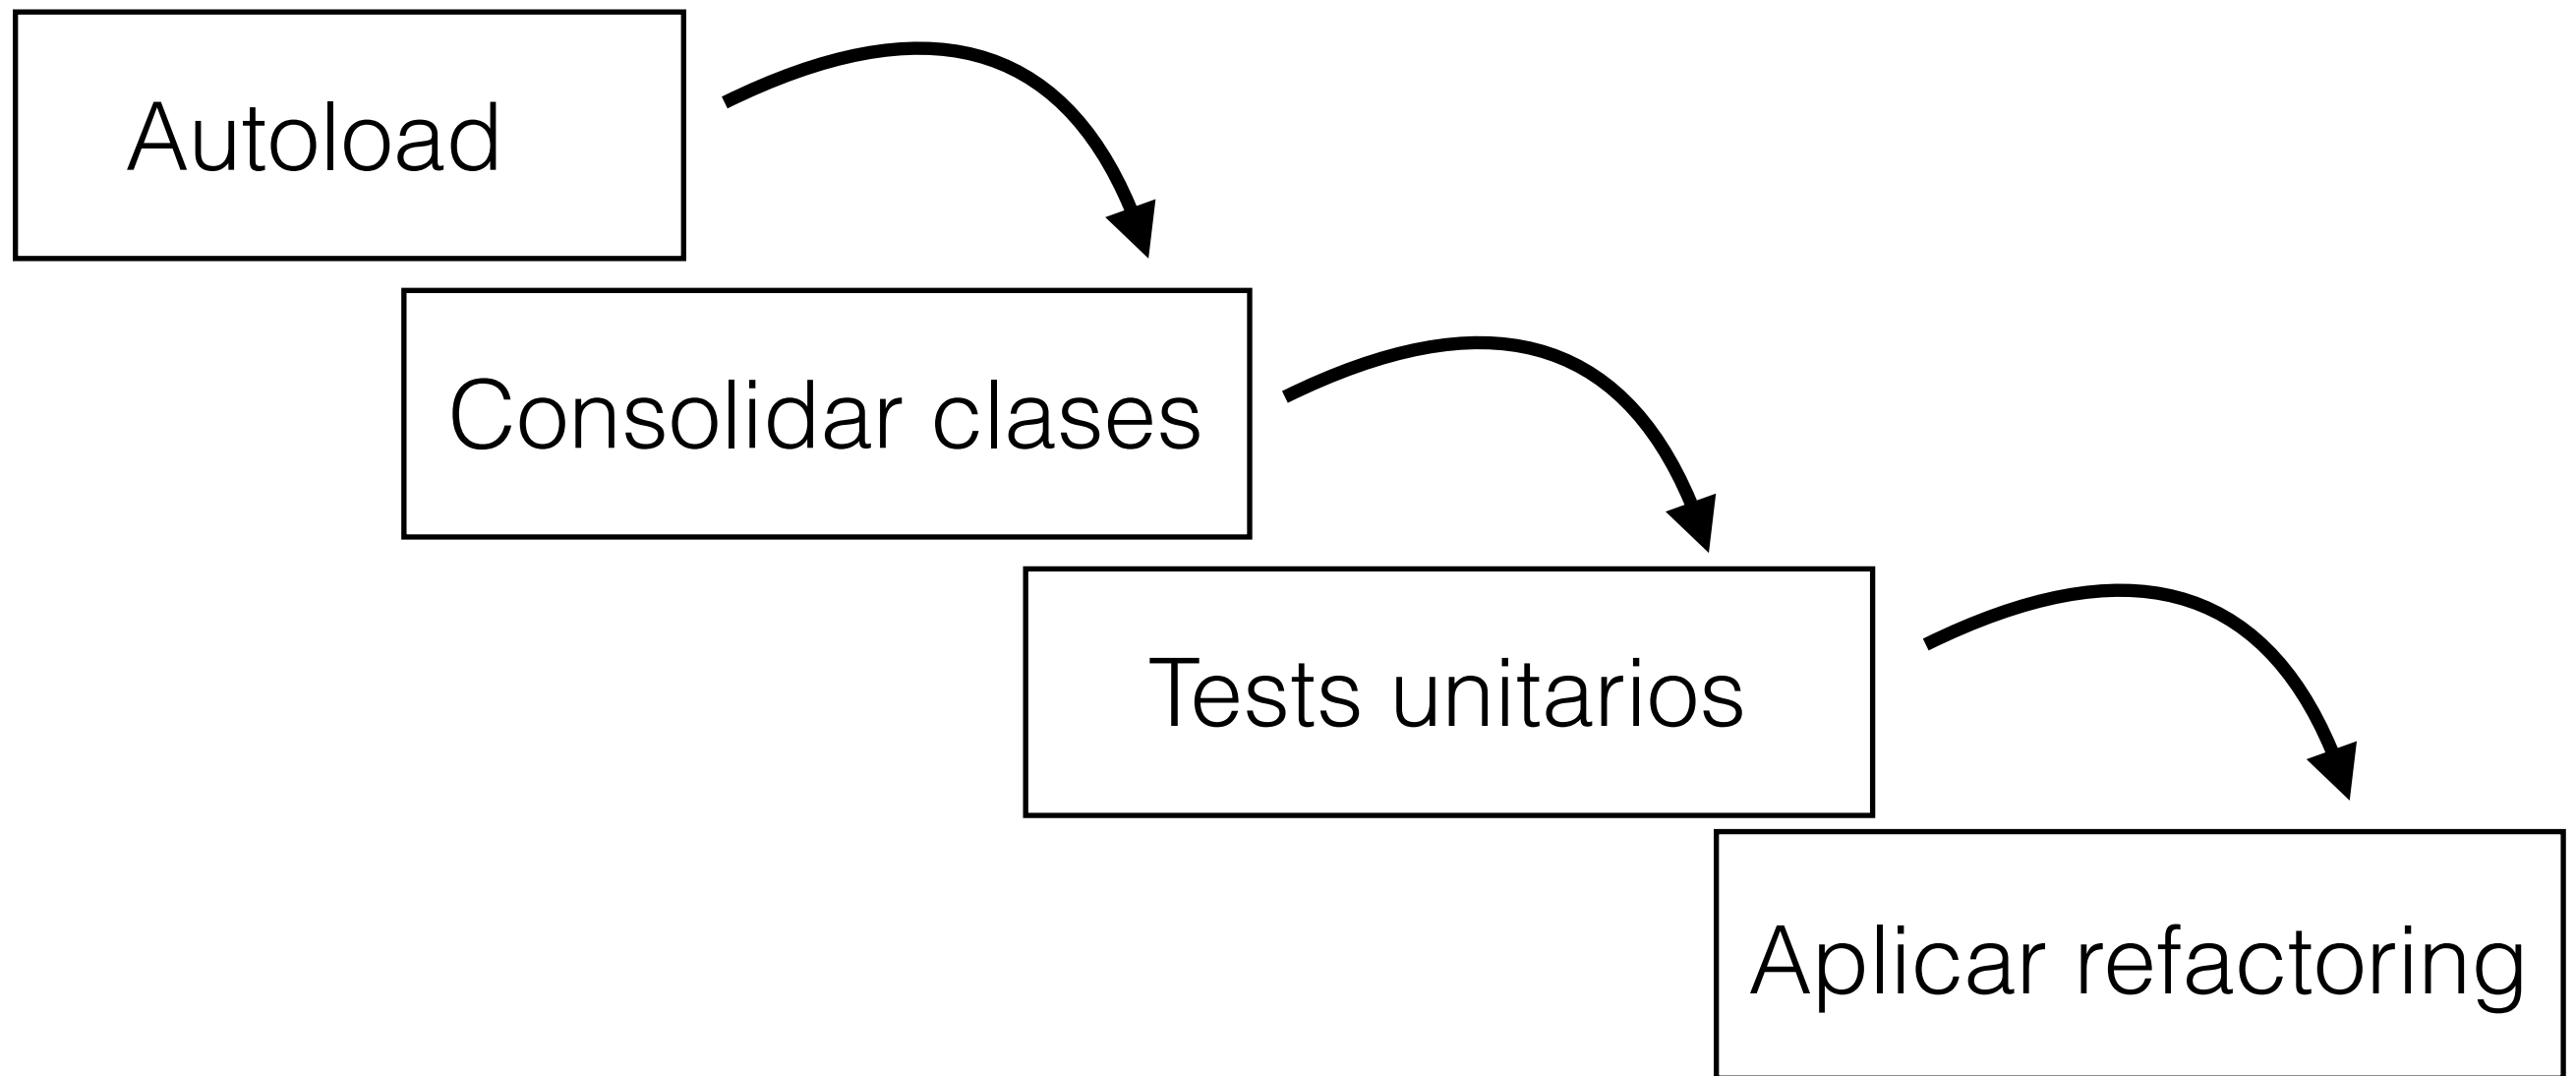 Autoload
Consolidar clases
Tests unitarios
Aplicar refactoring